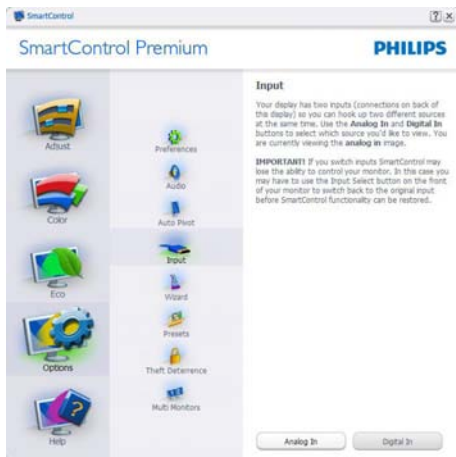 SmartControl
SmartControl Premium
PHILIPS
Adjust
Color
Eco
Options
Help
Preferences
Audio
Auto Pivot
Input
Wizard
Presets
Theft Deterrence
Multi Monitors
Input
Your display has two inputs (connections on back of
this display) so you can hook up two different sources
at the same time. Use the Analog In and Digital In
buttons to select which source you'd like to view. You
are currently viewing the analog in image.
IMPORTANT! If you switch inputs SmartControl may
lose the ability to control your monitor. In this case you
may have to use the Input Select button on the front
of your monitor to switch back to the original input
before SmartControl functionality can be restored.
Analog In
Digital In